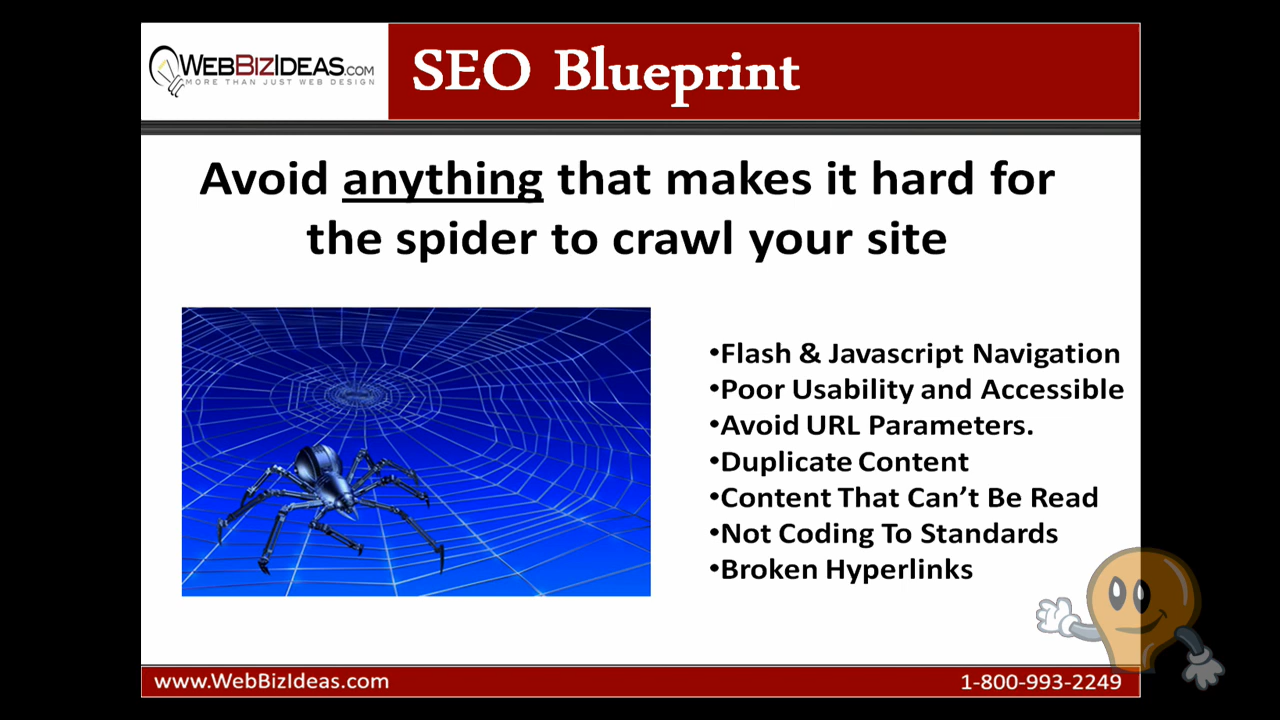 WEBBIZIDEAS.COM
MORE THAN JUST WEB DESIGN
SEO Blueprint
Avoid anything that makes it hard for
the spider to crawl your site
•Flash & Javascript Navigation
•Poor Usability and Accessible
•Avoid URL Parameters.
•Duplicate Content
•Content That Can’t Be Read
•Not Coding To Standards
•Broken Hyperlinks
www.WebBizIdeas.com
1-800-993-2249